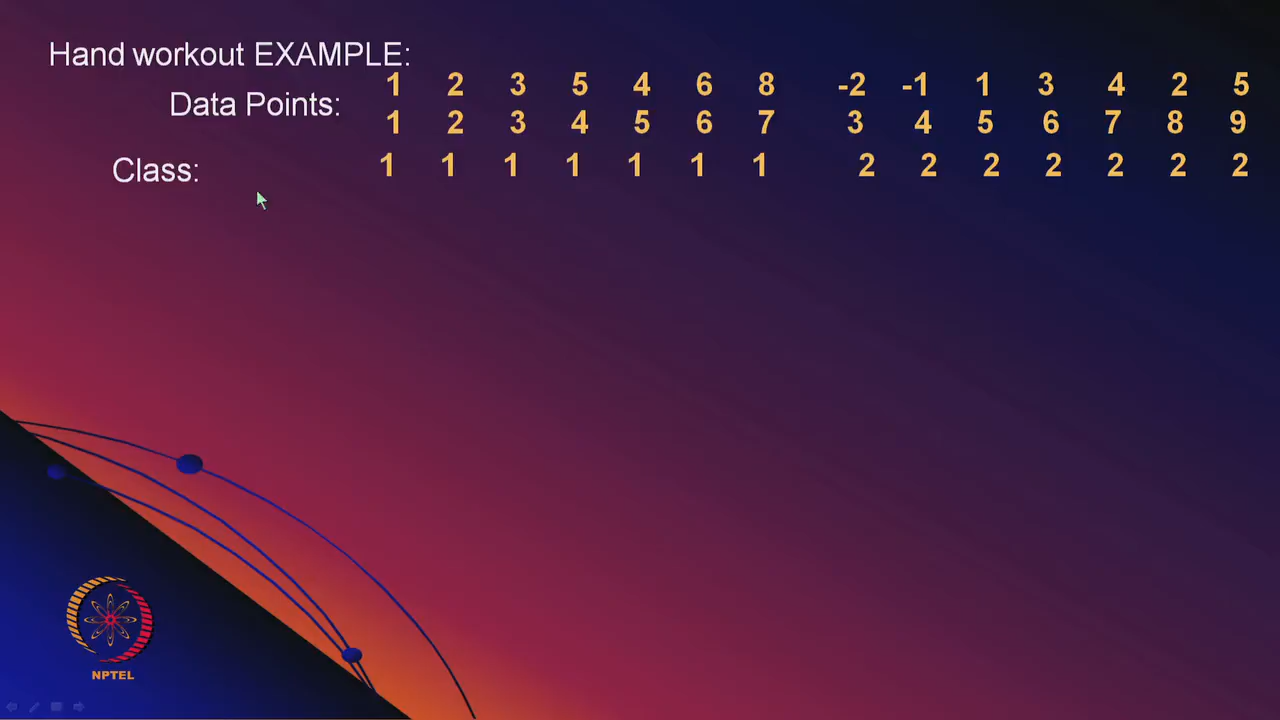 Hand workout EXAMPLE:
Data Points: 1 2 3 5 4 6 8 -2 -1 1 3 4 2 5
1 2 3 4 5 6 7 3 4 5 6 7 8 9
Class: 1 1 1 1 1 1 1 2 2 2 2 2 2 2
NPTEL